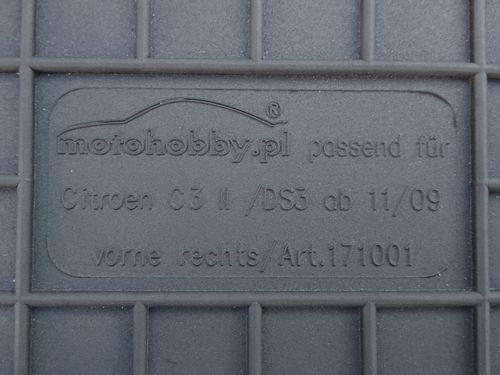 motohobby.pl® passend für
Citroen C3 II /DS3 ab 11/09
vorne rechts/Art.171001